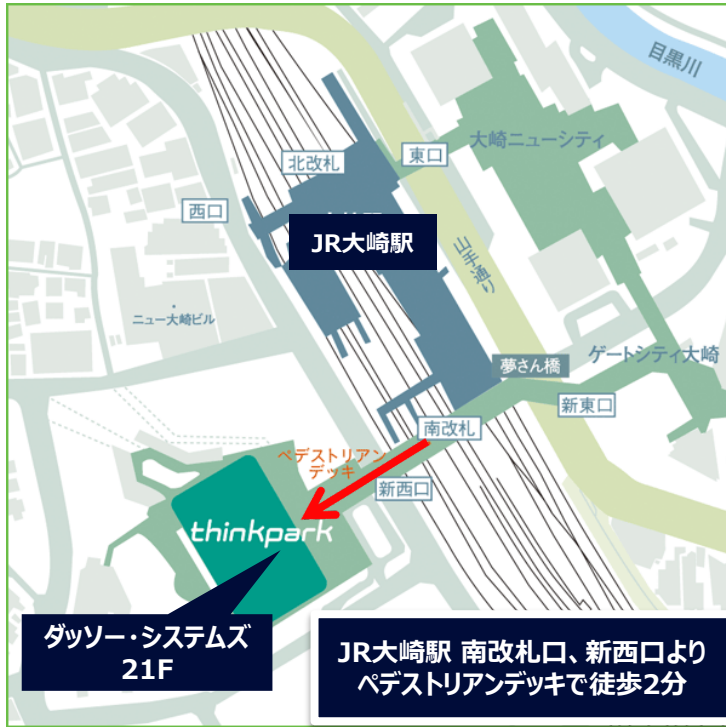 目黒川
大崎ニューシティ
東口
北改札
西口
JR大崎駅
山手通り
ニュー大崎ビル
ゲートシティ大崎
夢さん橋
新東口
南改札
ペデストリアン
デッキ
新西口
thinkpark
ダッソー・システムズ
21F
JR大崎駅 南改札口、新西口より
ペデストリアンデッキで徒歩2分